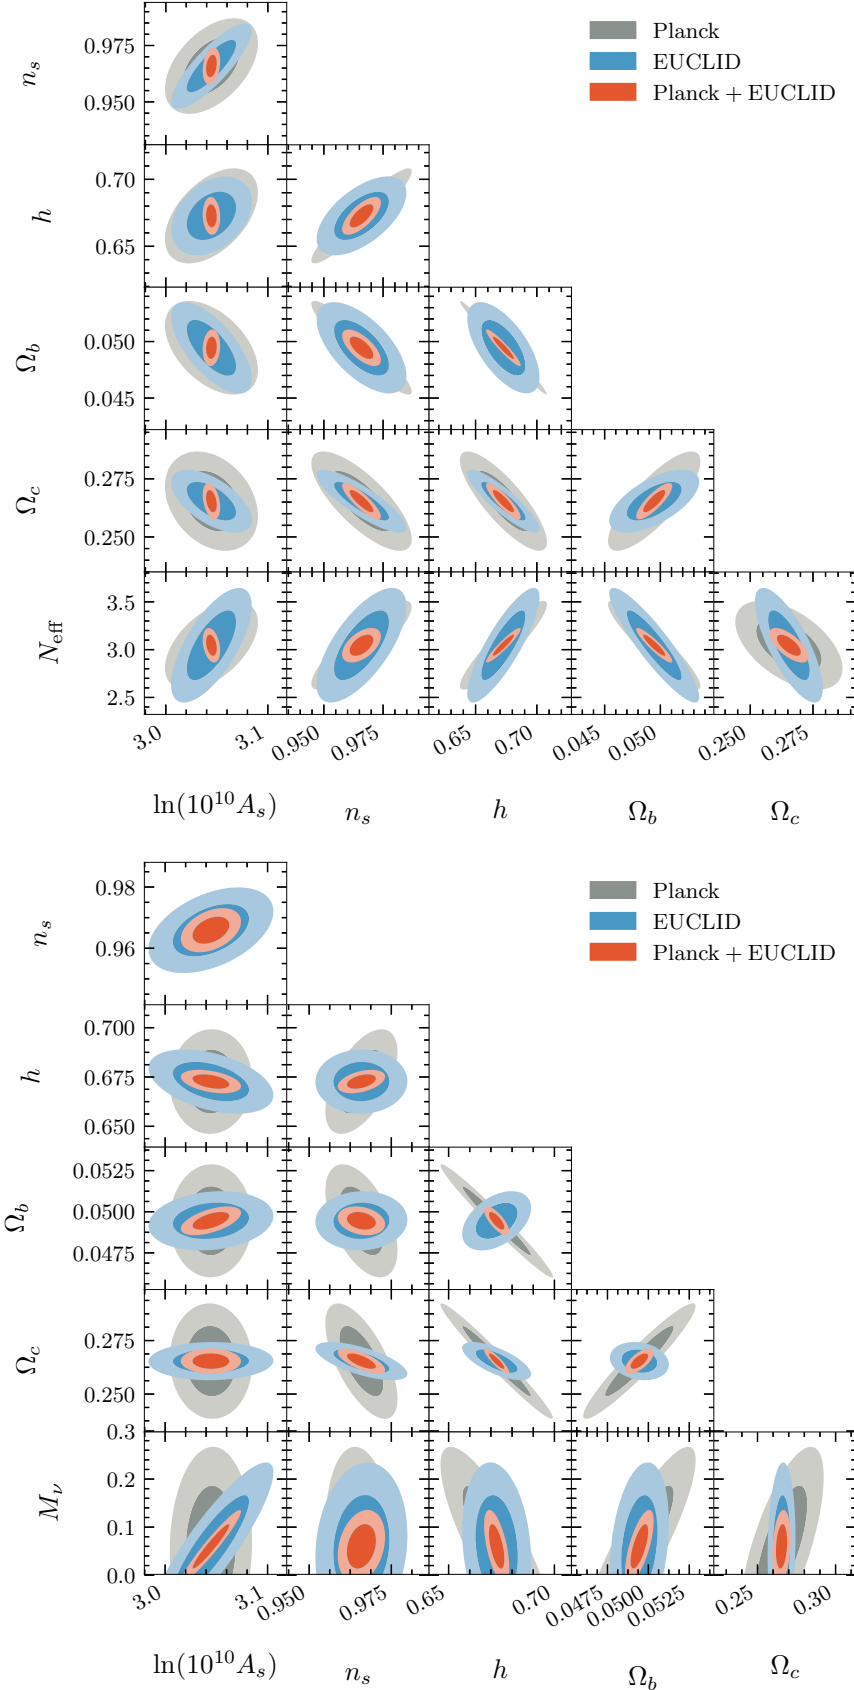 Planck
EUCLID
Planck + EUCLID
n_s
0.975
0.950
h
0.70
0.65
Ω_b
0.050
0.045
Ω_c
0.275
0.250
N_eff
3.5
3.0
2.5
3.0 3.1 0.950 0.975 0.65 0.70 0.045 0.050 0.250 0.275
ln(10^10 A_s) n_s h Ω_b Ω_c
Planck
EUCLID
Planck + EUCLID
n_s
0.98
0.96
h
0.700
0.675
0.650
Ω_b
0.0525
0.0500
0.0475
Ω_c
0.275
0.250
M_ν
0.3
0.2
0.1
0.0
3.0 3.1 0.950 0.975 0.65 0.70 0.0475 0.0500 0.0525 0.25 0.30
ln(10^10 A_s) n_s h Ω_b Ω_c